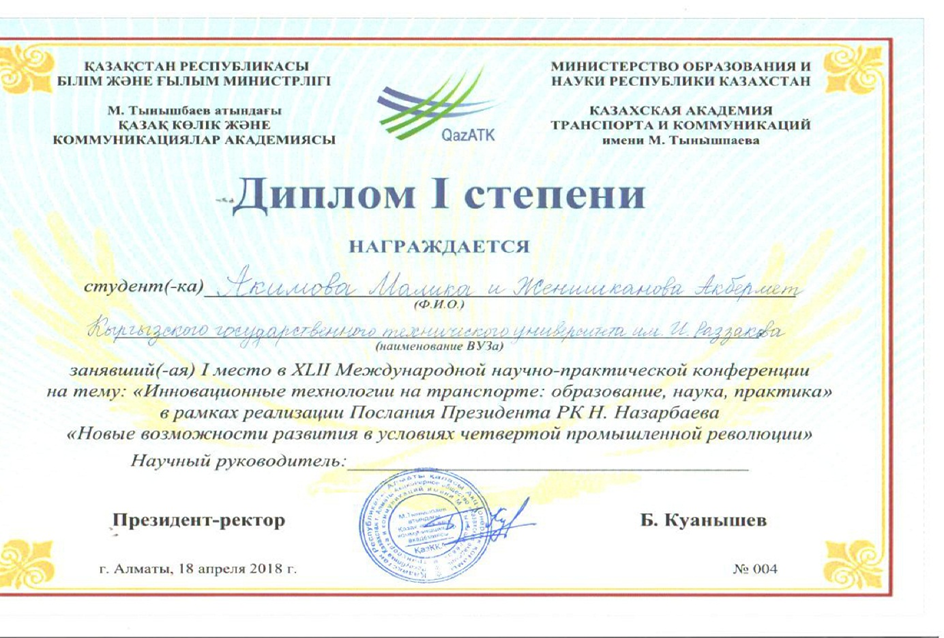 ҚАЗАҚСТАН РЕСПУБЛИКАСЫ
БІЛІМ ЖӘНЕ ҒЫЛЫМ МИНИСТРЛІГІ
М. Тынышбаев атындағы
ҚАЗАҚ КӨЛІК ЖӘНЕ
КОММУНИКАЦИЯЛАР АКАДЕМИЯСЫ
QazATK
МИНИСТЕРСТВО ОБРАЗОВАНИЯ И
НАУКИ РЕСПУБЛИКИ КАЗАХСТАН
КАЗАХСКАЯ АКАДЕМИЯ
ТРАНСПОРТА И КОММУНИКАЦИЙ
имени М. Тынышпаева
Диплом I степени
НАГРАЖДАЕТСЯ
студент(-ка) Акимова Малика и Женишканова Акбермет
(Ф.И.О.)
Кыргызского государственного технического университета им. И. Раззакова
(наименование ВУЗа)
занявший(-ая) I место в XLII Международной научно-практической конференции
на тему: «Инновационные технологии на транспорте: образование, наука, практика»
в рамках реализации Послания Президента РК Н. Назарбаева
«Новые возможности развития в условиях четвертой промышленной революции»
Научный руководитель:
Президент-ректор
Б. Куанышев
г. Алматы, 18 апреля 2018 г.
№ 004